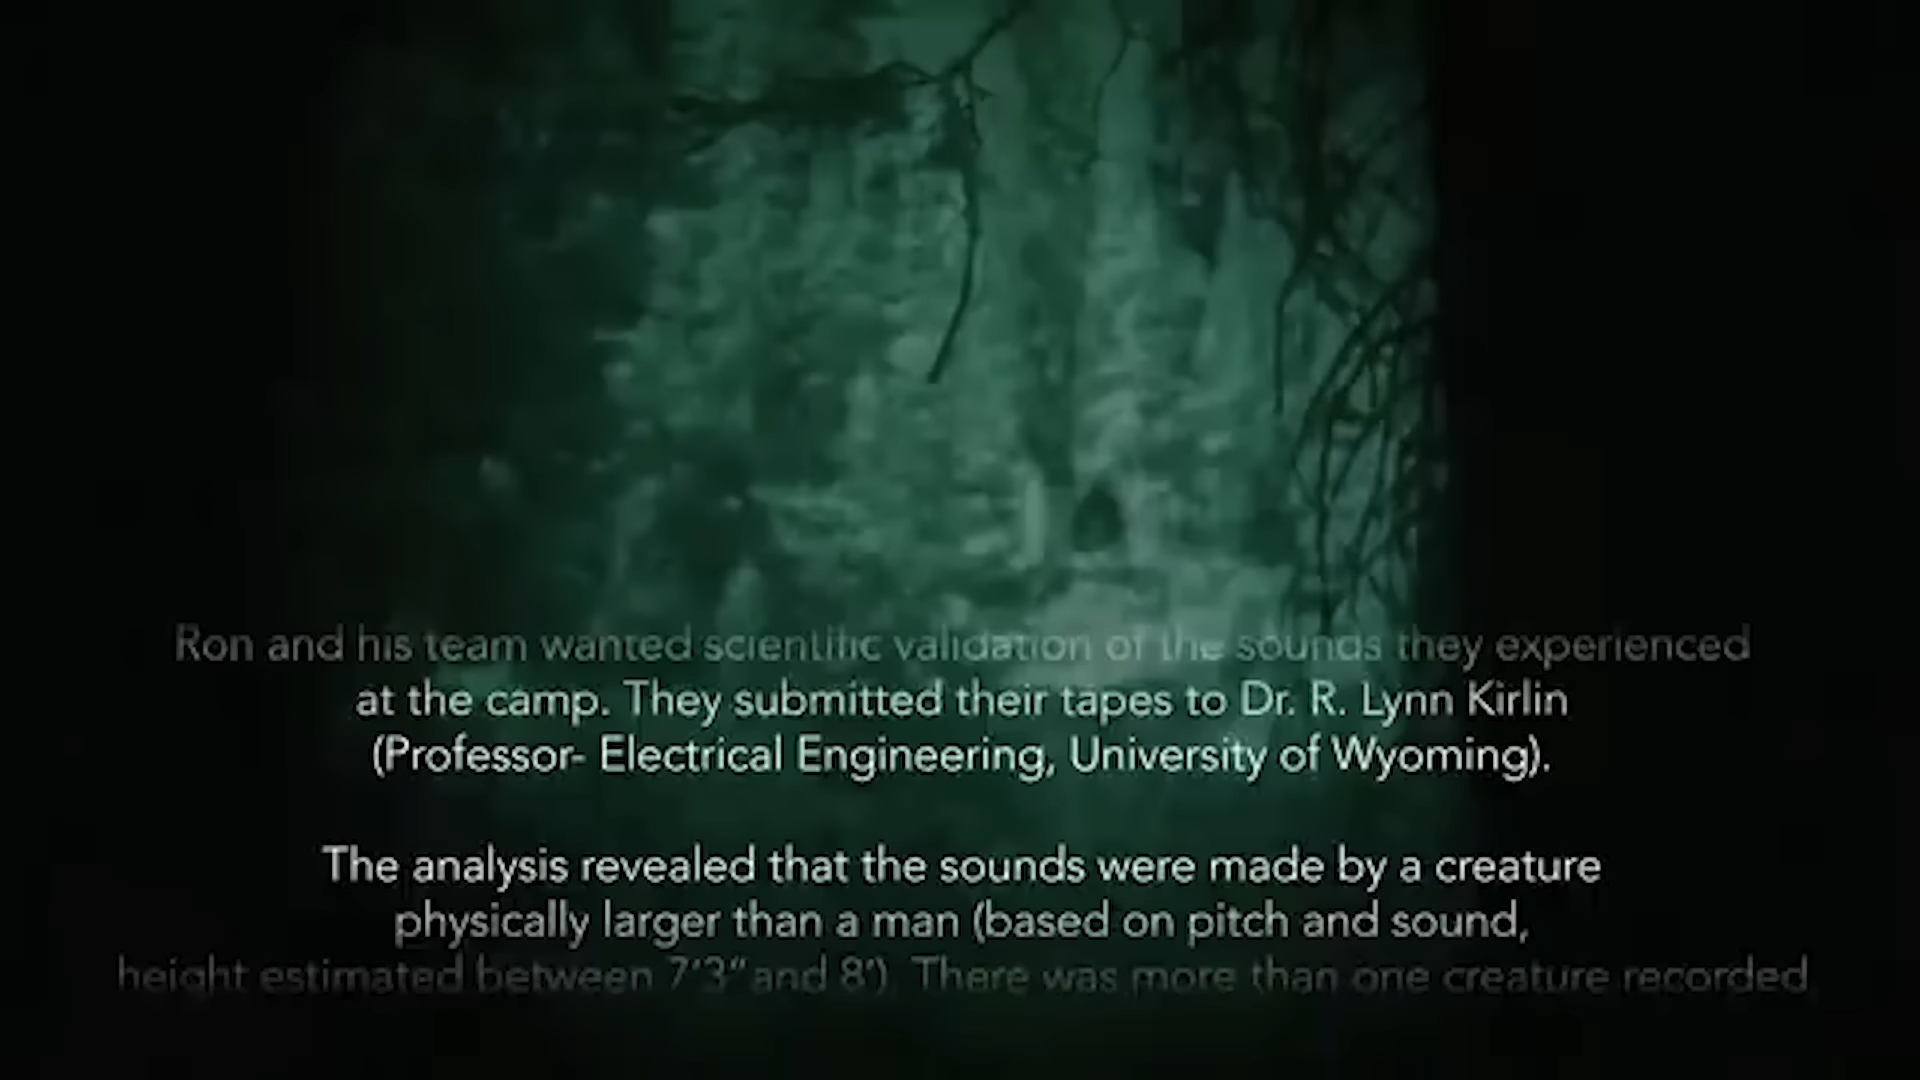 Ron and his team wanted scientific validation of the sounds they experienced
at the camp. They submitted their tapes to Dr. R. Lynn Kirlin
(Professor- Electrical Engineering, University of Wyoming).
The analysis revealed that the sounds were made by a creature
physically larger than a man (based on pitch and sound,
height estimated between 7'3" and 8'). There was more than one creature recorded